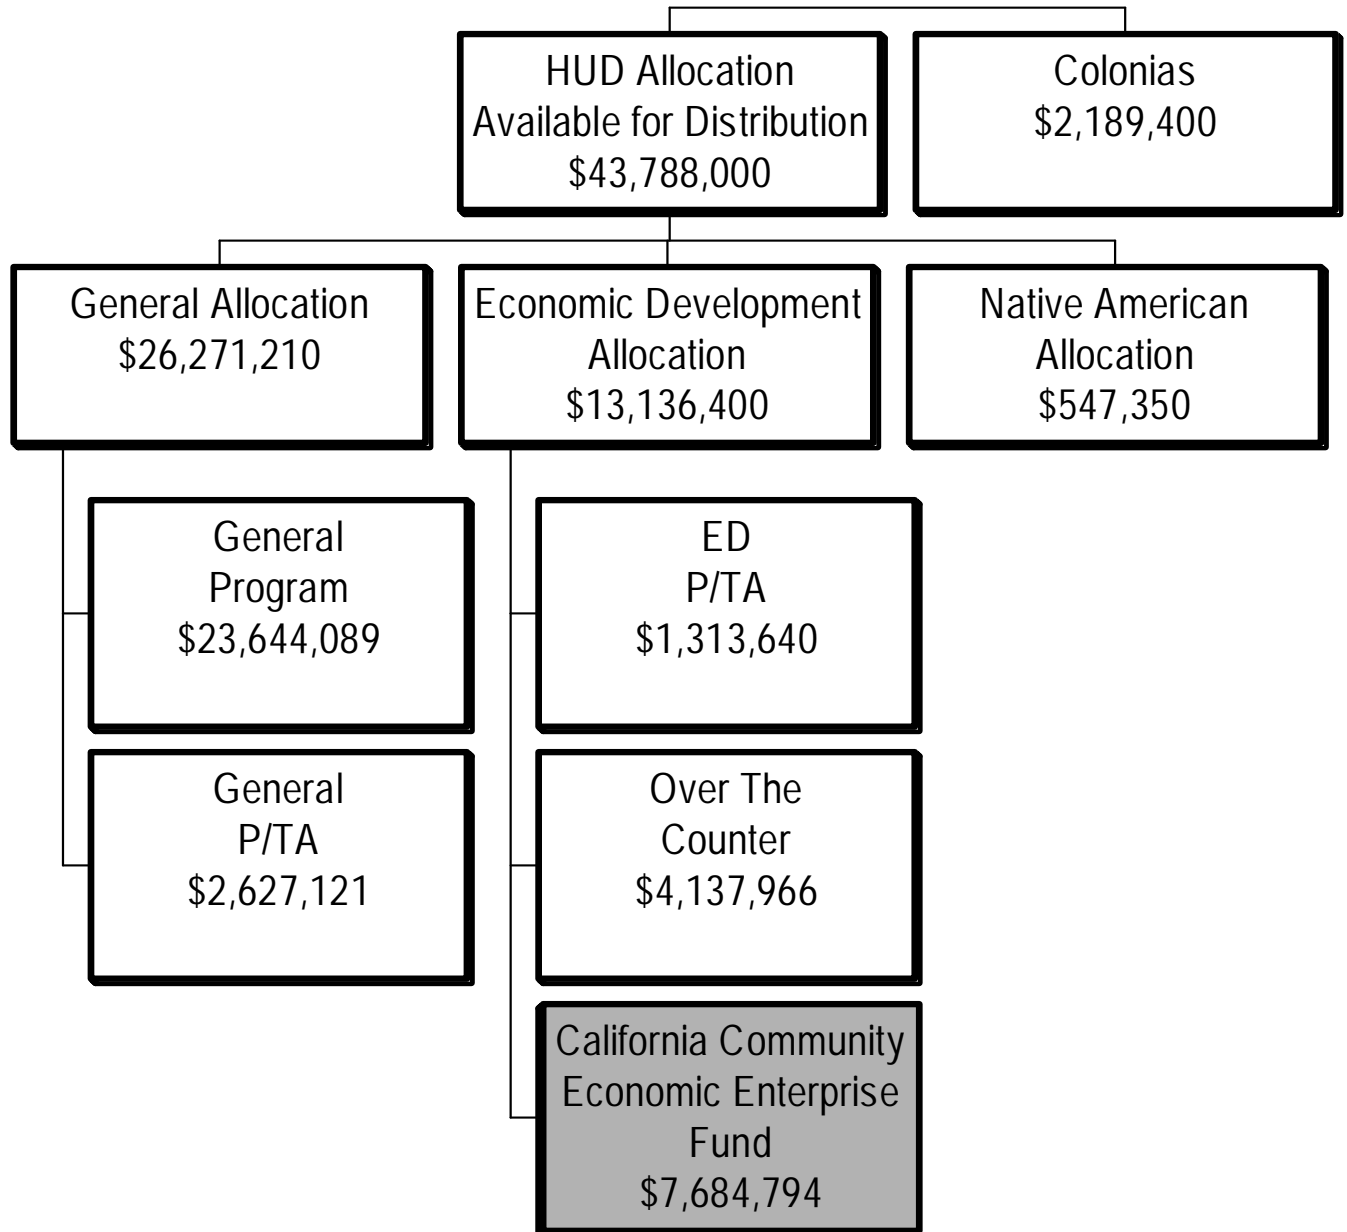 HUD Allocation
Available for Distribution
$43,788,000
Colonias
$2,189,400
General Allocation
$26,271,210
Economic Development
Allocation
$13,136,400
Native American
Allocation
$547,350
General
Program
$23,644,089
ED
P/TA
$1,313,640
General
P/TA
$2,627,121
Over The
Counter
$4,137,966
California Community
Economic Enterprise
Fund
$7,684,794